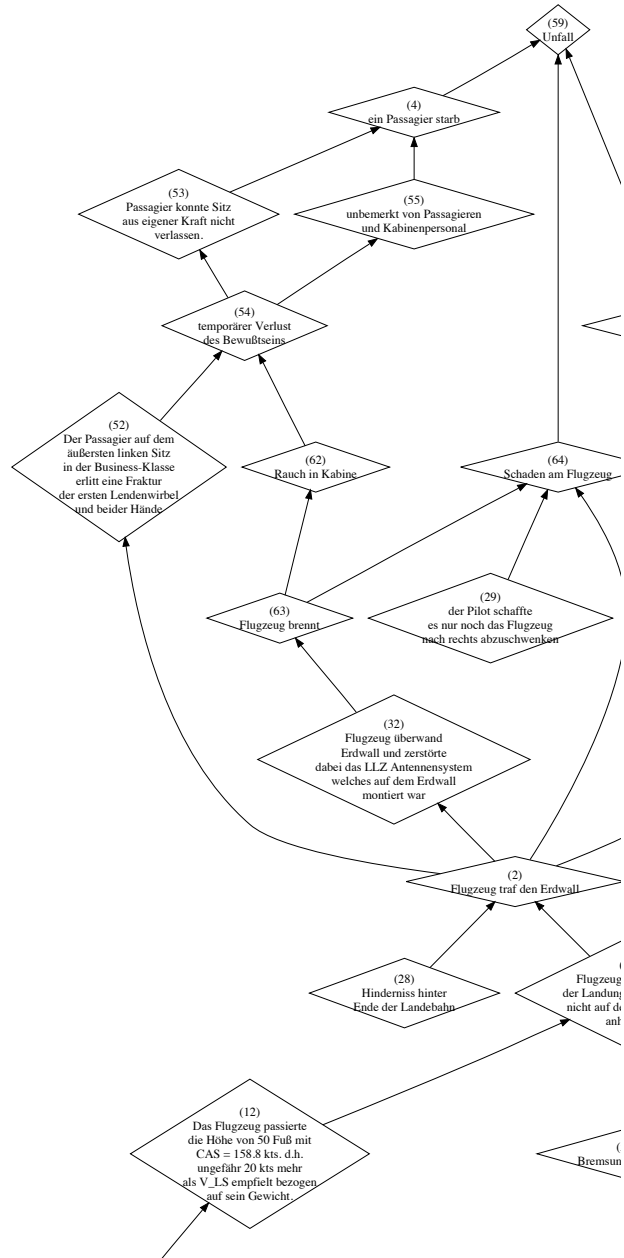 (59)
Unfall
(4)
ein Passagier starb
(53)
Passagier konnte Sitz
aus eigener Kraft nicht
verlassen.
(55)
unbemerkt von Passagieren
und Kabinenpersonal
(54)
temporärer Verlust
des Bewußtseins
(52)
Der Passagier auf dem
äußersten linken Sitz
in der Business-Klasse
erlitt eine Fraktur
der ersten Lendenwirbel
und beider Hände
(62)
Rauch in Kabine
(64)
Schaden am Flugzeug
(63)
Flugzeug brennt
(29)
der Pilot schaffte
es nur noch das Flugzeug
nach rechts abzuschwenken
(32)
Flugzeug überwand
Erdwall und zerstörte
dabei das LLZ Antennensystem
welches auf dem Erdwall
montiert war
(2)
Flugzeug traf den Erdwall
(28)
Hinderniss hinter
Ende der Landebahn
Flugzeug
der Landung
nicht auf
(12)
Das Flugzeug passierte
die Höhe von 50 Fuß mit
CAS = 158.8 kts. d.h.
ungefähr 20 kts mehr
als V_LS empfielt bezogen
auf sein Gewicht.